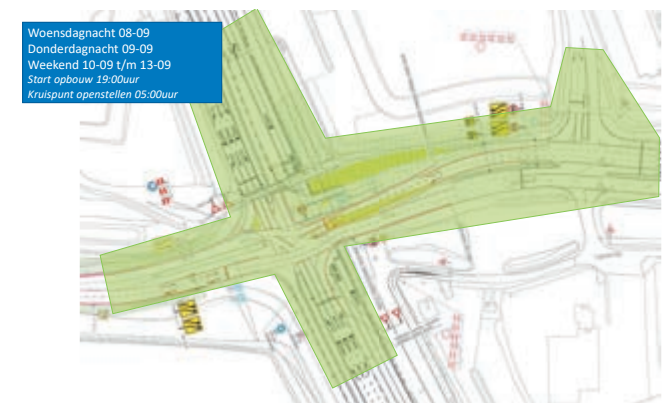 Woensdagnacht 08-09
Donderdagnacht 09-09
Weekend 10-09 t/m 13-09
Start opbouw 19:00uur
Kruispunt openstellen 05:00uur